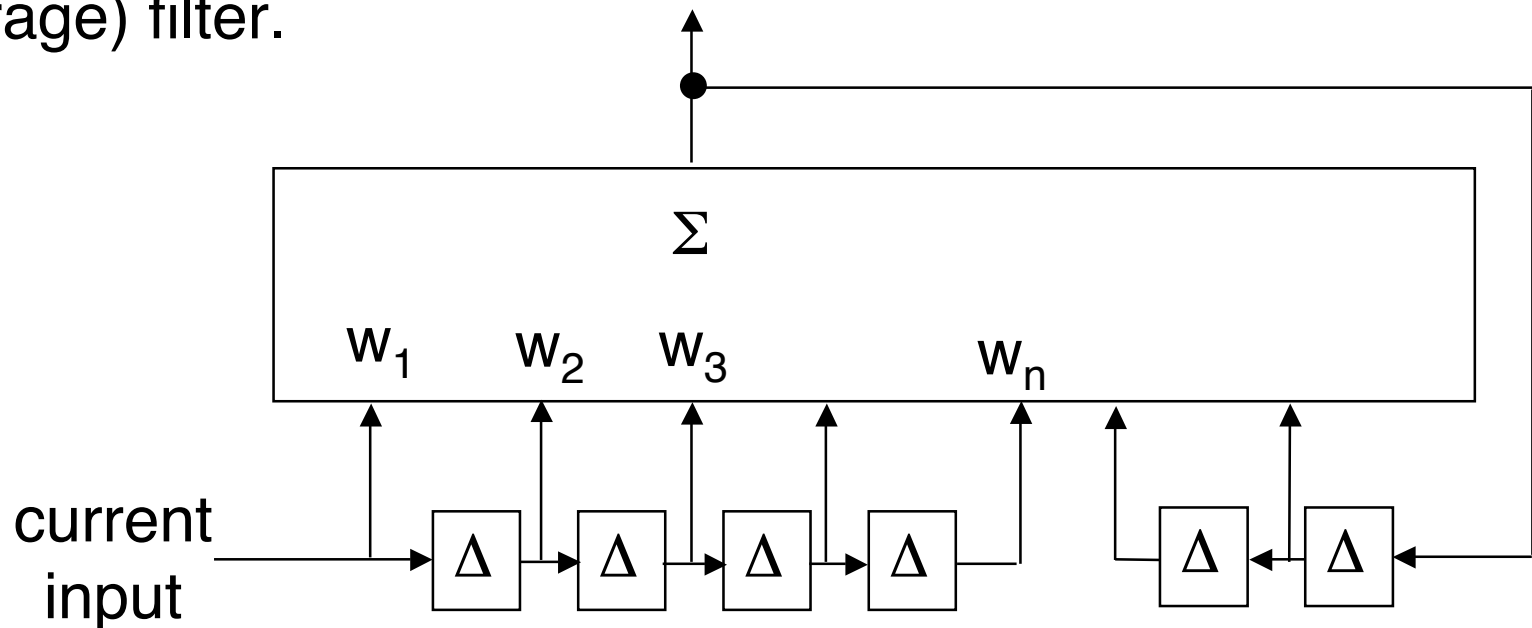 rage) filter.
Σ
w₁ w₂ w₃ wₙ
current
input
Δ Δ Δ Δ Δ Δ